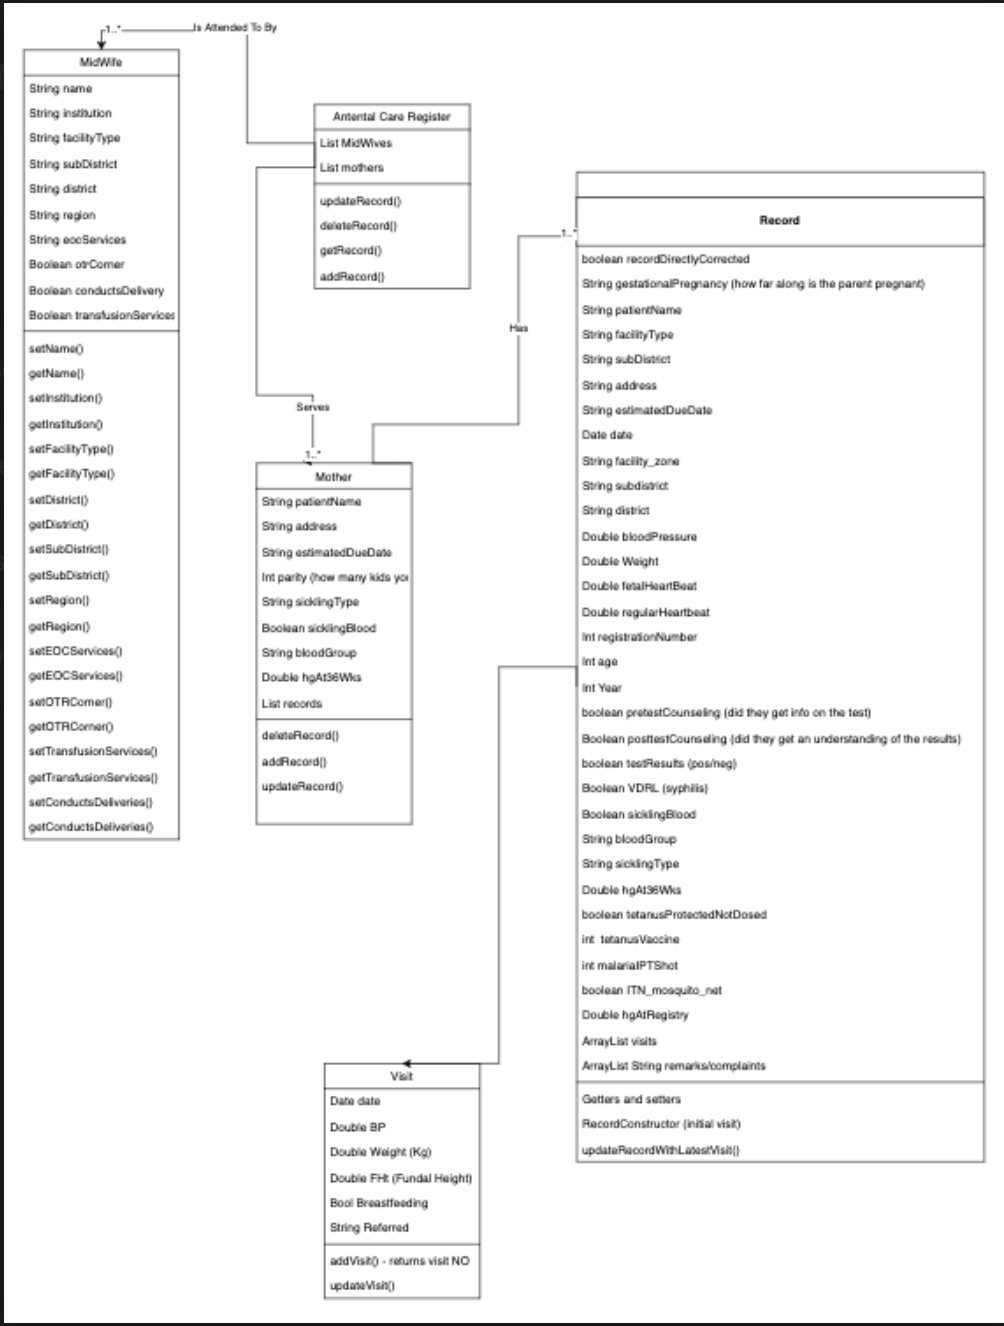 1..*
Is Attended To By
MidWife
String name
String institution
String facilityType
String subDistrict
String district
String region
String eocServices
Boolean otrCorner
Boolean conductsDelivery
Boolean transfusionServices
setName()
getName()
setInstitution()
getInstitution()
setFacilityType()
getFacilityType()
setDistrict()
getDistrict()
setSubDistrict()
getSubDistrict()
setRegion()
getRegion()
setEOCServices()
getEOCServices()
setOTRCorner()
getOTRCorner()
setTransfusionServices()
getTransfusionServices()
setConductsDeliveries()
getConductsDeliveries()
Antental Care Register
List MidWives
List mothers
updateRecord()
deleteRecord()
getRecord()
addRecord()
Serves
1..*
Mother
String patientName
String address
String estimatedDueDate
Int parity (how many kids you
String sicklingType
Boolean sicklingBlood
String bloodGroup
Double hgAt36Wks
List records
deleteRecord()
addRecord()
updateRecord()
Has
1..*
Record
boolean recordDirectlyCorrected
String gestationalPregnancy (how far along is the parent pregnant)
String patientName
String facilityType
String subDistrict
String address
String estimatedDueDate
Date date
String facility_zone
String subdistrict
String district
Double bloodPressure
Double Weight
Double fetalHeartBeat
Double regularHeartbeat
Int registrationNumber
Int age
Int Year
boolean pretestCounseling (did they get info on the test)
Boolean posttestCounseling (did they get an understanding of the results)
boolean testResults (pos/neg)
Boolean VDRL (syphilis)
Boolean sicklingBlood
String bloodGroup
String sicklingType
Double hgAt36Wks
boolean tetanusProtectedNotDosed
int tetanusVaccine
int malariaIPTShot
boolean ITN_mosquito_net
Double hgAtRegistry
ArrayList visits
ArrayList String remarks/complaints
Getters and setters
RecordConstructor (initial visit)
updateRecordWithLatestVisit()
Visit
Date date
Double BP
Double Weight (Kg)
Double FHt (Fundal Height)
Bool Breastfeeding
String Referred
addVisit() - returns visit NO
updateVisit()